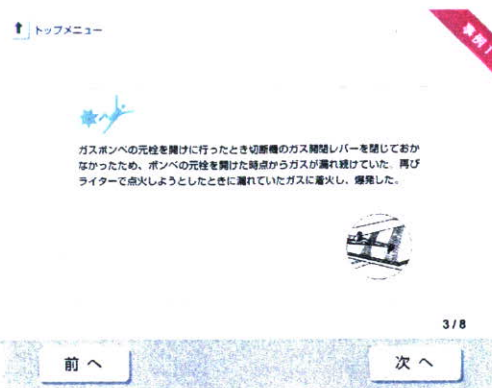 トップメニュー
事例1
ガスボンベの元栓を開けに行ったとき切断機のガス開閉レバーを閉じておか
なかったため、ボンベの元栓を開けた時点からガスが漏れ続けていた。再び
ライターで点火しようとしたときに漏れていたガスに着火し、爆発した。
3/8
前へ
次へ